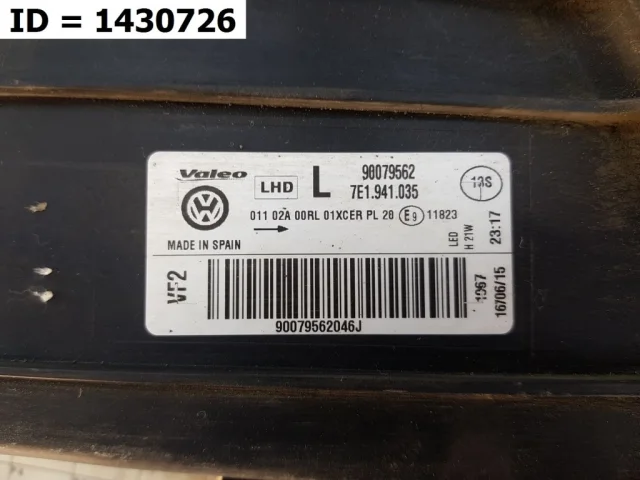 ID = 1430726
Valeo
LHD
L
90079562
7E1.941.035
13S
011 02A 00RL 01XCER PL 28 E9 11823
MADE IN SPAIN
LED
H 21W
23:17
VF2
1967
16/06/15
90079562046J